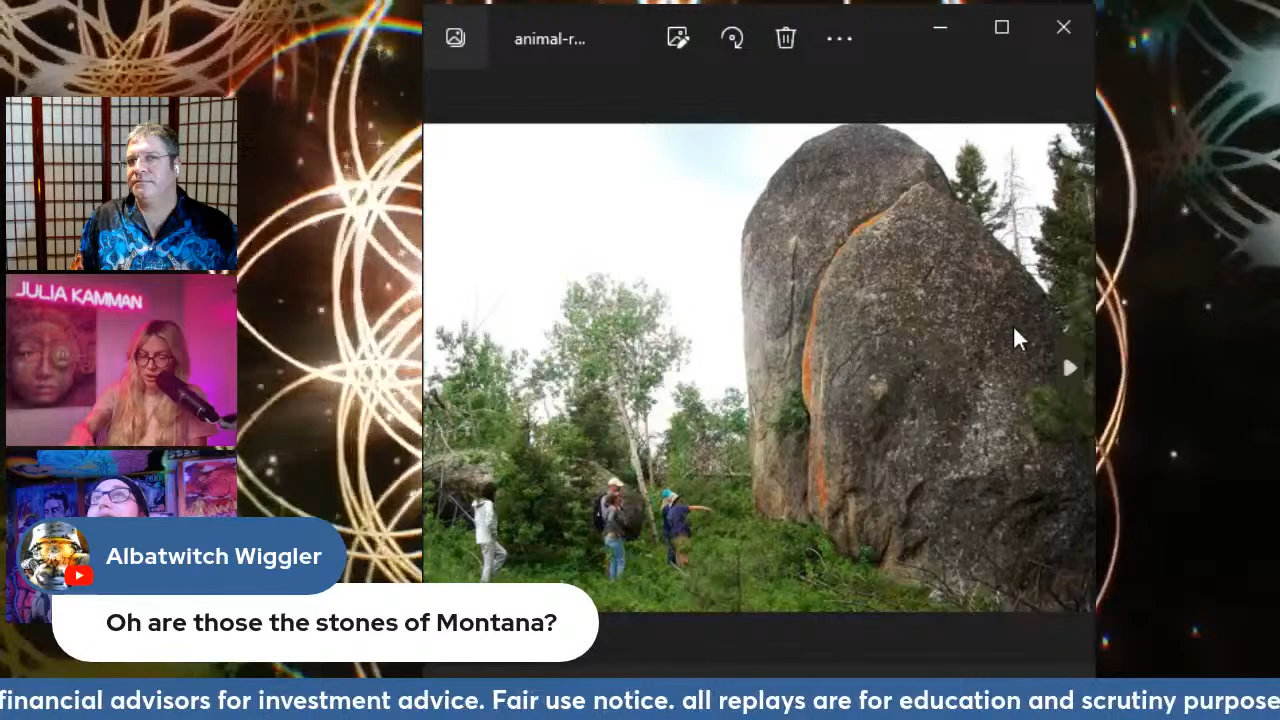 animal-r...
JULIA KAMMAN
Albatwitch Wiggler
Oh are those the stones of Montana?
financial advisors for investment advice. Fair use notice. all replays are for education and scrutiny purpose